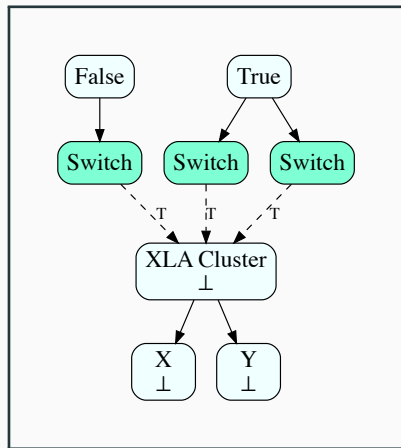 False
True
Switch
Switch
Switch
T
T
T
XLA Cluster
⊥
X
⊥
Y
⊥